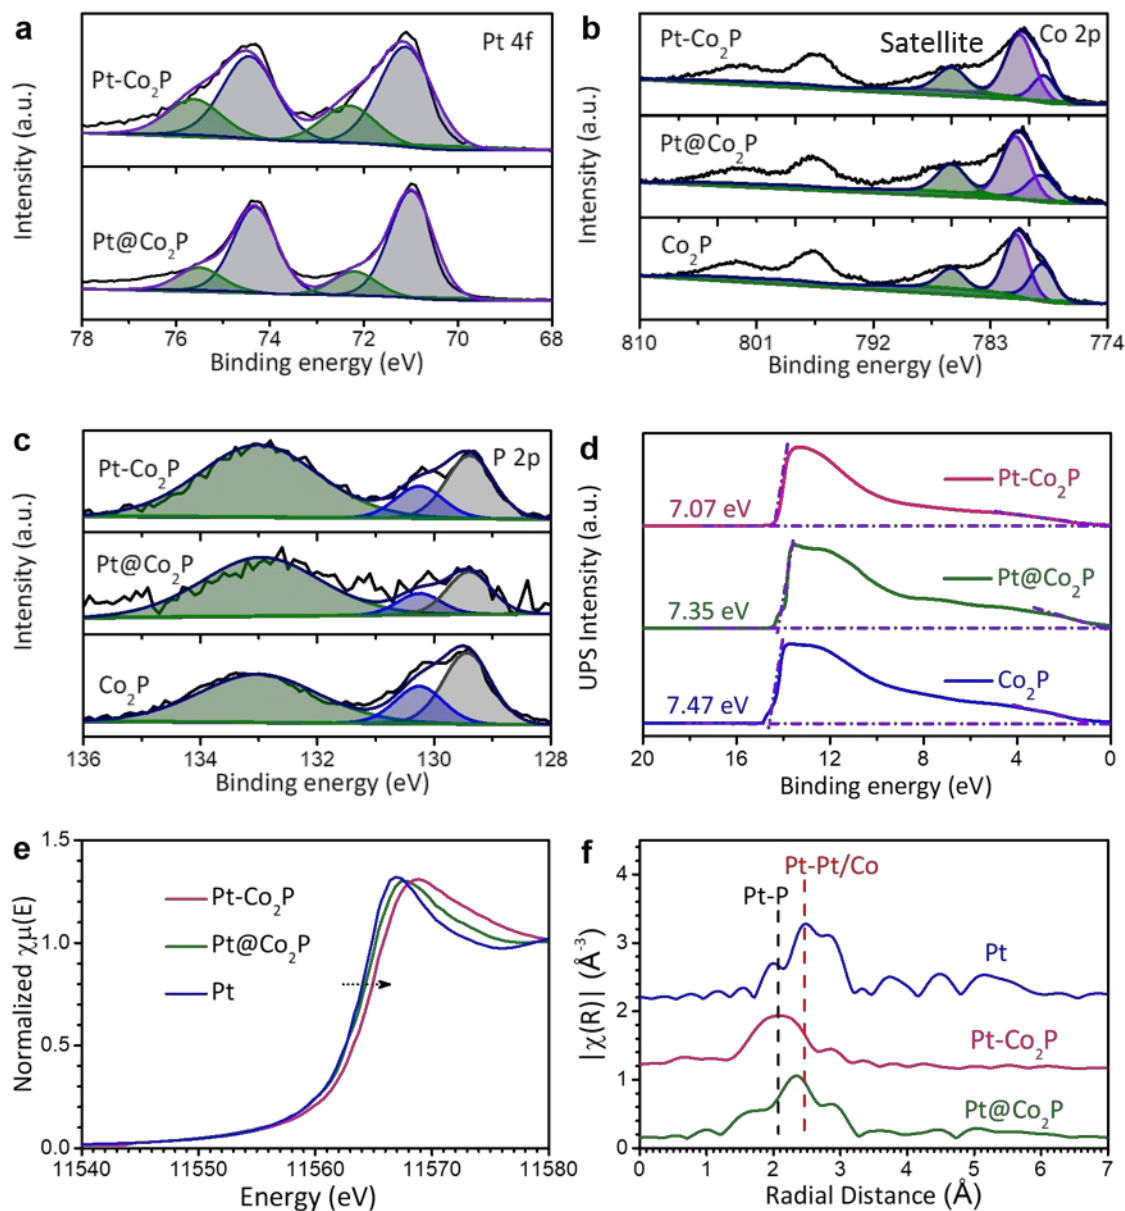 a
Pt 4f
Pt-Co₂P
Pt@Co₂P
Intensity (a.u.)
Intensity (a.u.)
78 76 74 72 70 68
Binding energy (eV)
b
Co 2p
Satellite
Pt-Co₂P
Pt@Co₂P
Co₂P
Intensity (a.u.)
810 801 792 783 774
Binding energy (eV)
c
P 2p
Pt-Co₂P
Pt@Co₂P
Co₂P
Intensity (a.u.)
136 134 132 130 128
Binding energy (eV)
d
Pt-Co₂P
7.07 eV
Pt@Co₂P
7.35 eV
Co₂P
7.47 eV
UPS Intensity (a.u.)
20 16 12 8 4 0
Binding energy (eV)
e
1.5
1.0
0.5
0.0
Normalized χμ(E)
Pt-Co₂P
Pt@Co₂P
Pt
11540 11550 11560 11570 11580
Energy (eV)
f
Pt-Pt/Co
Pt-P
Pt
Pt-Co₂P
Pt@Co₂P
|χ(R)| (Å⁻³)
4
3
2
1
0
0 1 2 3 4 5 6 7
Radial Distance (Å)